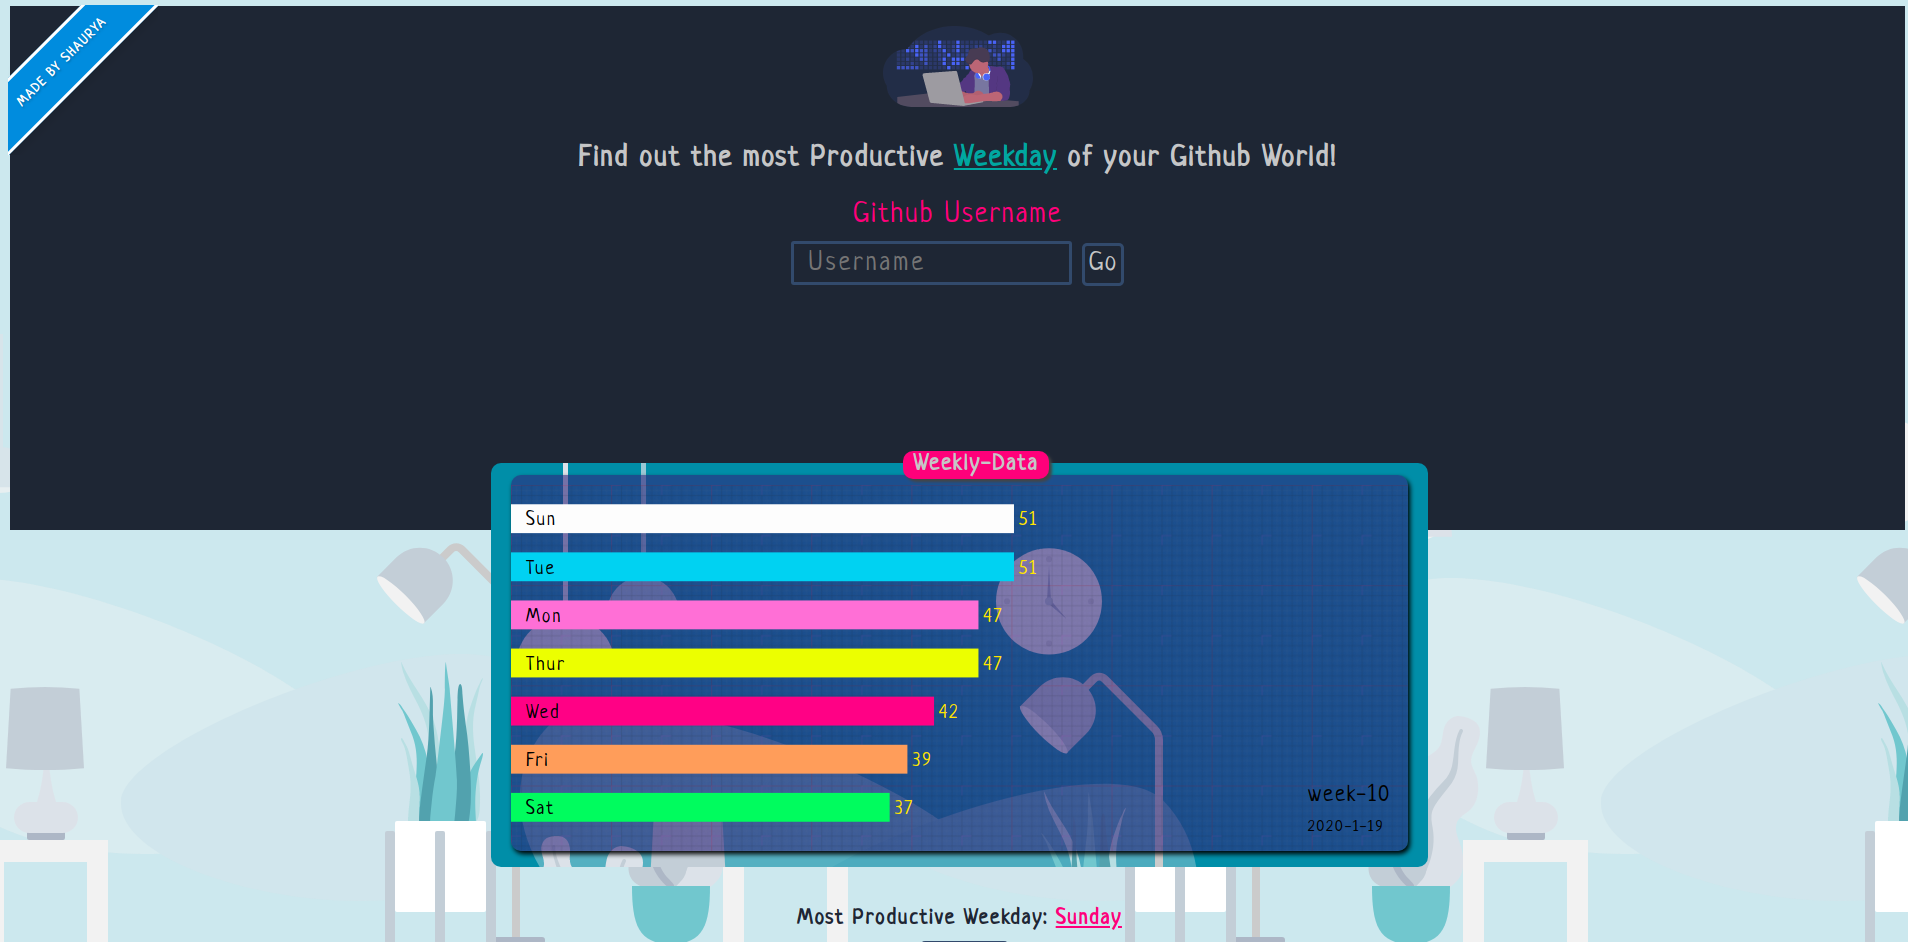 MADE BY SHAURYA
Find out the most Productive Weekday of your Github World!
Github Username
Username Go
Weekly-Data
Sun 51
Tue 51
Mon 47
Thur 47
Wed 42
Fri 39
Sat 37
week-10
2020-1-19
Most Productive Weekday: Sunday